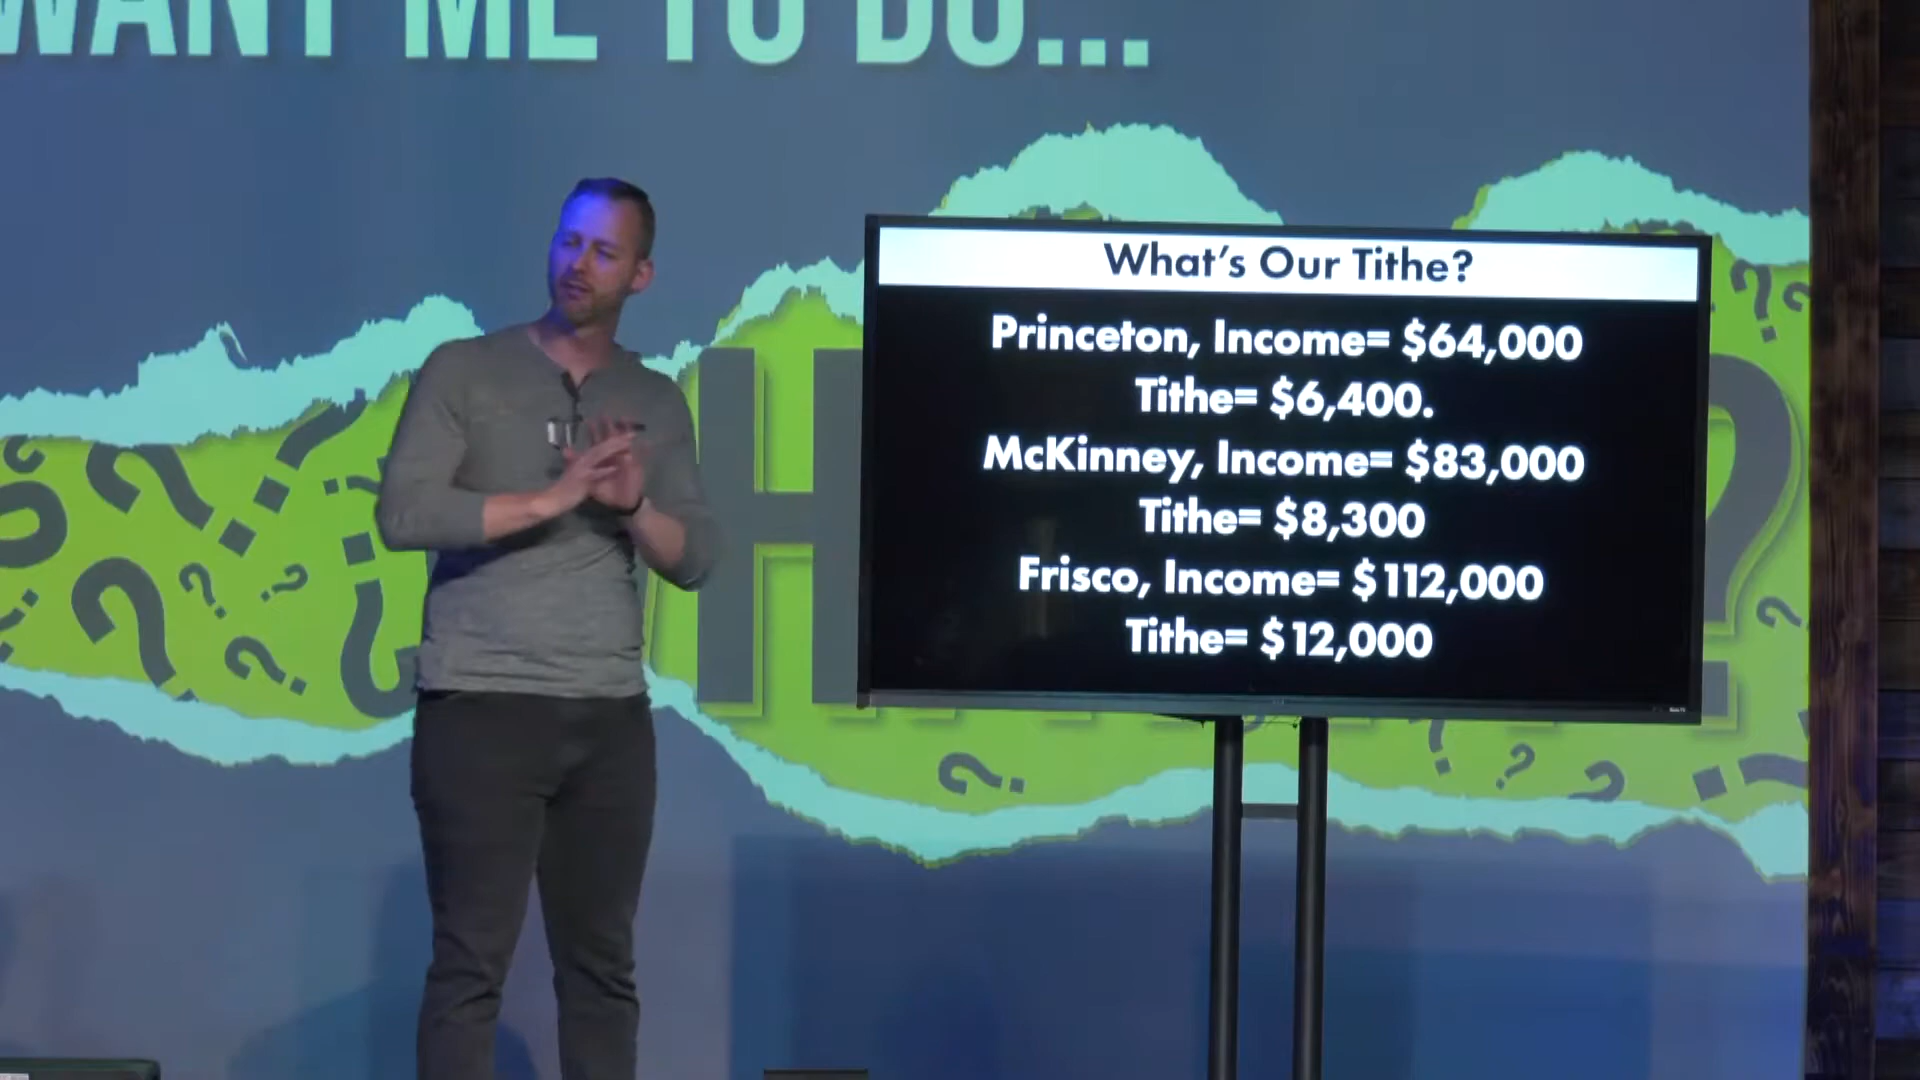 WANT ME TO DO...
What's Our Tithe?
Princeton, Income= $64,000
Tithe= $6,400.
McKinney, Income= $83,000
Tithe= $8,300
Frisco, Income= $112,000
Tithe= $12,000